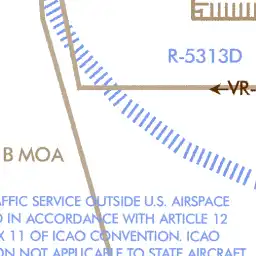 R-5313D
VR-
B MOA
AFFIC SERVICE OUTSIDE U.S. AIRSPACE
D IN ACCORDANCE WITH ARTICLE 12
X 11 OF ICAO CONVENTION. ICAO
ON NOT APPLICABLE TO STATE AIRCRAFT